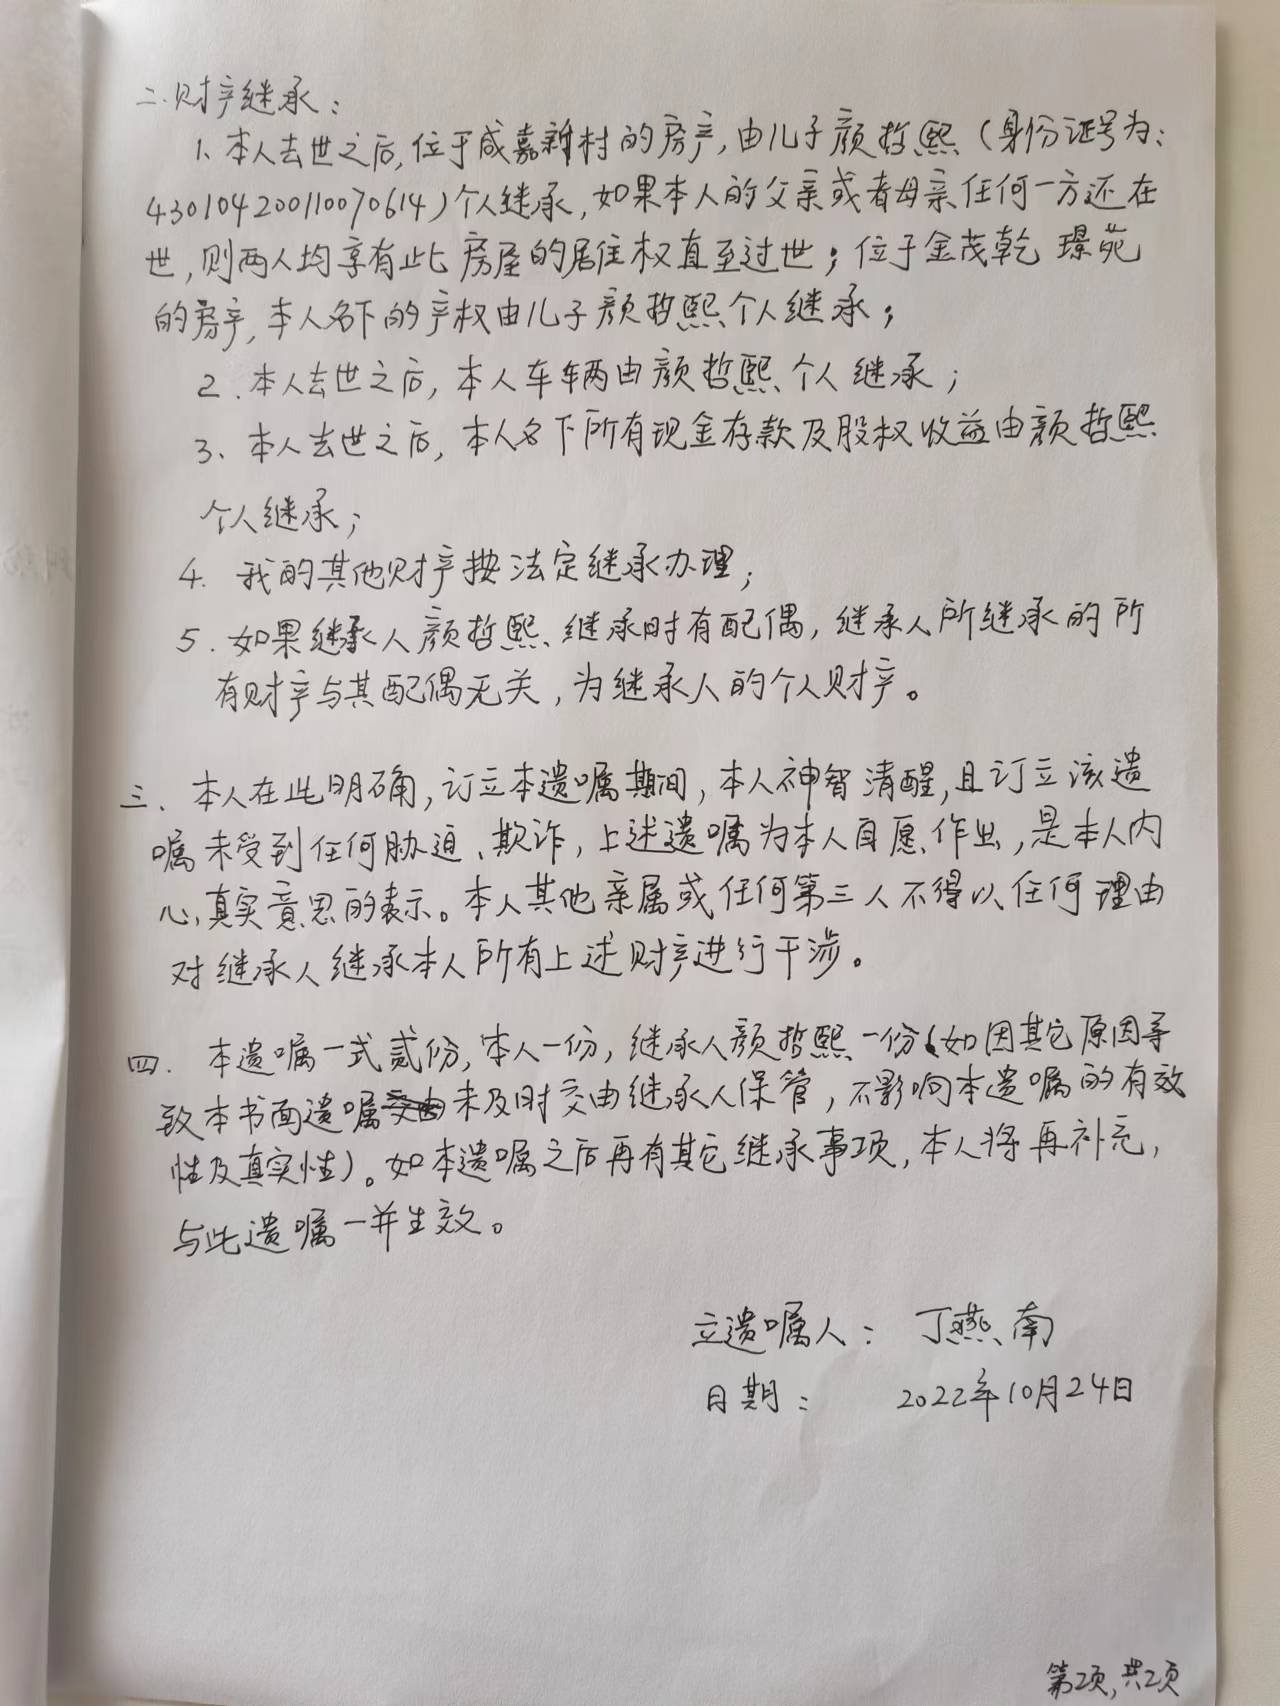 二.财产继承：
1、本人去世之后,位于咸嘉新村的房产,由儿子颜哲熙（身份证号为：
430104200110070614)个人继承,如果本人的父亲或者母亲任何一方还在
世,则两人均享有此房屋的居住权直至过世；位于金茂乾璟苑
的房产,本人名下的产权由儿子颜哲熙个人继承；
2.本人去世之后,本人车辆由颜哲熙个人继承；
3、本人去世之后,本人名下所有现金存款及股权收益由颜哲熙
个人继承；
4.我的其他财产按法定继承办理；
5.如果继承人颜哲熙继承时有配偶,继承人所继承的所
有财产与其配偶无关,为继承人的个人财产。
三.本人在此明确,订立本遗嘱期间,本人神智清醒,且订立该遗
嘱未受到任何胁迫、欺诈,上述遗嘱为本人自愿作出,是本人内
心真实意思的表示。本人其他亲属或任何第三人不得以任何理由
对继承人继承本人所有上述财产进行干涉。
四.本遗嘱一式贰份,本人一份,继承人颜哲熙一份(如因其它原因导
致本书面遗嘱未及时交由继承人保管,不影响本遗嘱的有效
性及真实性)。如本遗嘱之后再有其它继承事项,本人将再补充,
与此遗嘱一并生效。
立遗嘱人：丁燕南
日期：2022年10月24日
第2页,共2页